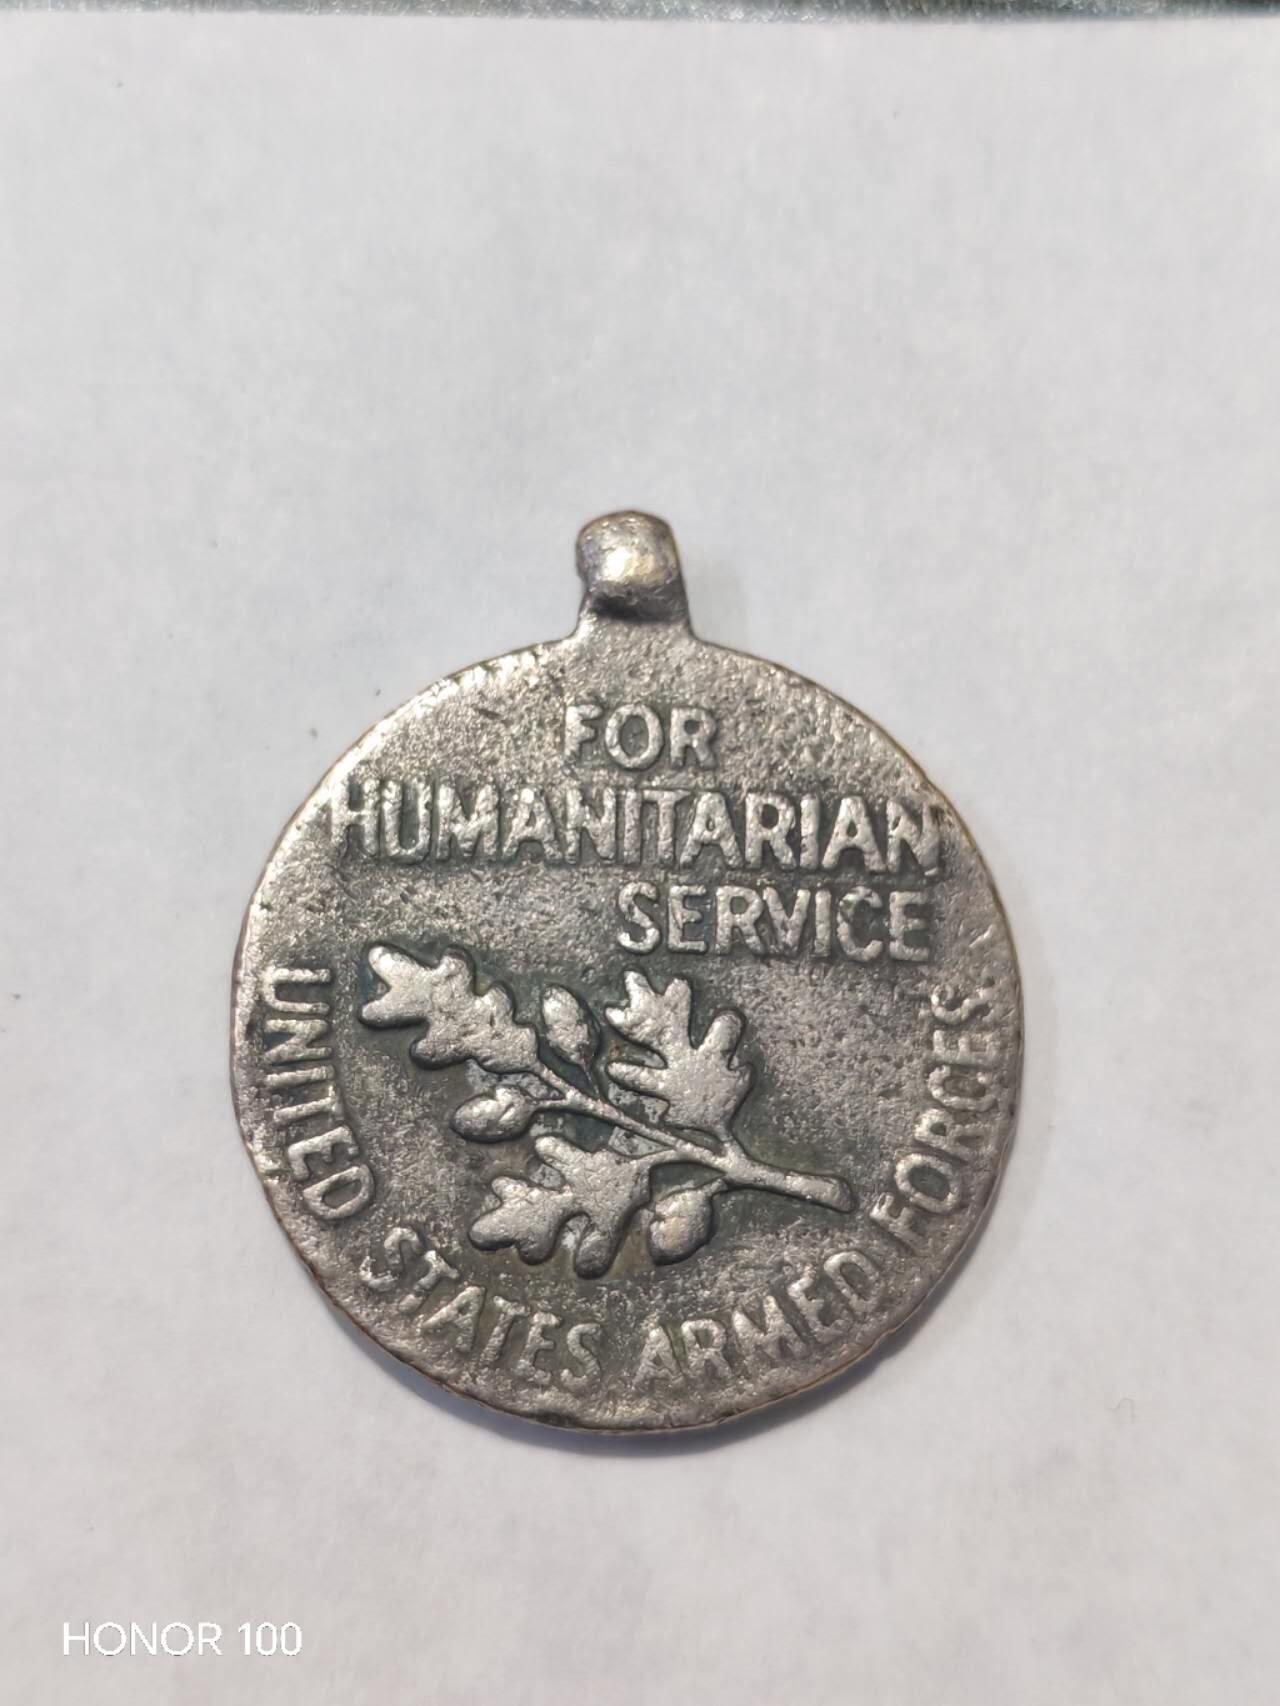 FOR
HUMANITARIAN
SERVICE
UNITED STATES ARMED FORCES
HONOR 100